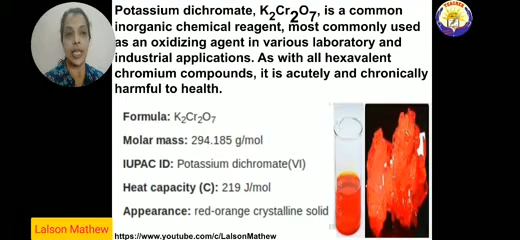 Potassium dichromate, K₂Cr₂O₇, is a common
inorganic chemical reagent, most commonly used
as an oxidizing agent in various laboratory and
industrial applications. As with all hexavalent
chromium compounds, it is acutely and chronically
harmful to health.
Formula: K₂Cr₂O₇
Molar mass: 294.185 g/mol
IUPAC ID: Potassium dichromate(VI)
Heat capacity (C): 219 J/mol
Appearance: red-orange crystalline solid
Lalson Mathew
https://www.youtube.com/c/LalsonMathew